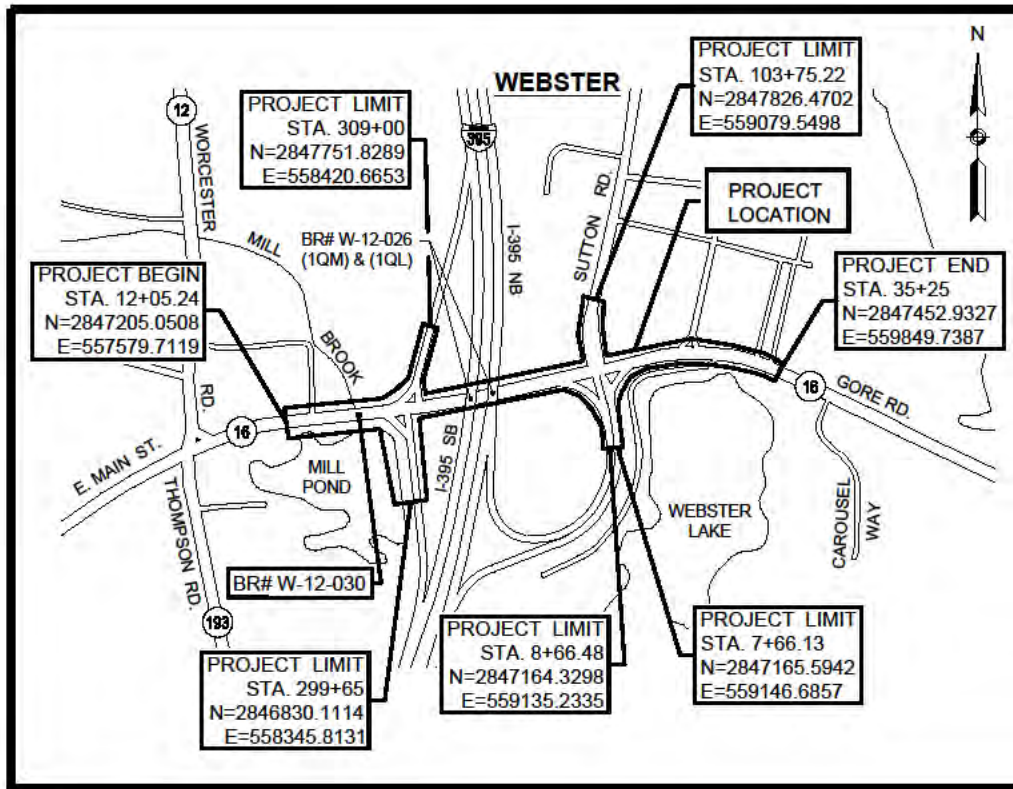 WEBSTER
N
PROJECT LIMIT
STA. 103+75.22
N=2847826.4702
E=559079.5498
PROJECT LIMIT
STA. 309+00
N=2847751.8289
E=558420.6653
12
WORCESTER
RD.
395
I-395 NB
SUTTON RD.
PROJECT
LOCATION
BR# W-12-026
(1QM) & (1QL)
MILL
BROOK
PROJECT BEGIN
STA. 12+05.24
N=2847205.0508
E=557579.7119
PROJECT END
STA. 35+25
N=2847452.9327
E=559849.7387
16
GORE RD.
16
E. MAIN ST.
I-395 SB
MILL
POND
THOMPSON RD.
WEBSTER
LAKE
CAROUSEL
WAY
BR# W-12-030
193
PROJECT LIMIT
STA. 299+65
N=2846830.1114
E=558345.8131
PROJECT LIMIT
STA. 8+66.48
N=2847164.3298
E=559135.2335
PROJECT LIMIT
STA. 7+66.13
N=2847165.5942
E=559146.6857